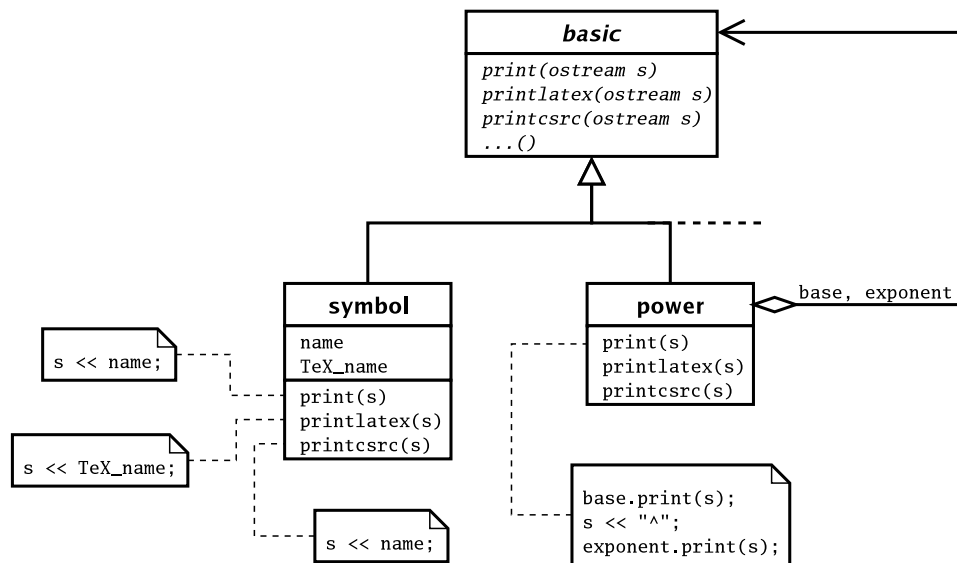 basic
print(ostream s)
printlatex(ostream s)
printcsrc(ostream s)
...()
symbol
name
TeX_name
print(s)
printlatex(s)
printcsrc(s)
power
print(s)
printlatex(s)
printcsrc(s)
base, exponent
s << name;
s << TeX_name;
s << name;
base.print(s);
s << "^";
exponent.print(s);